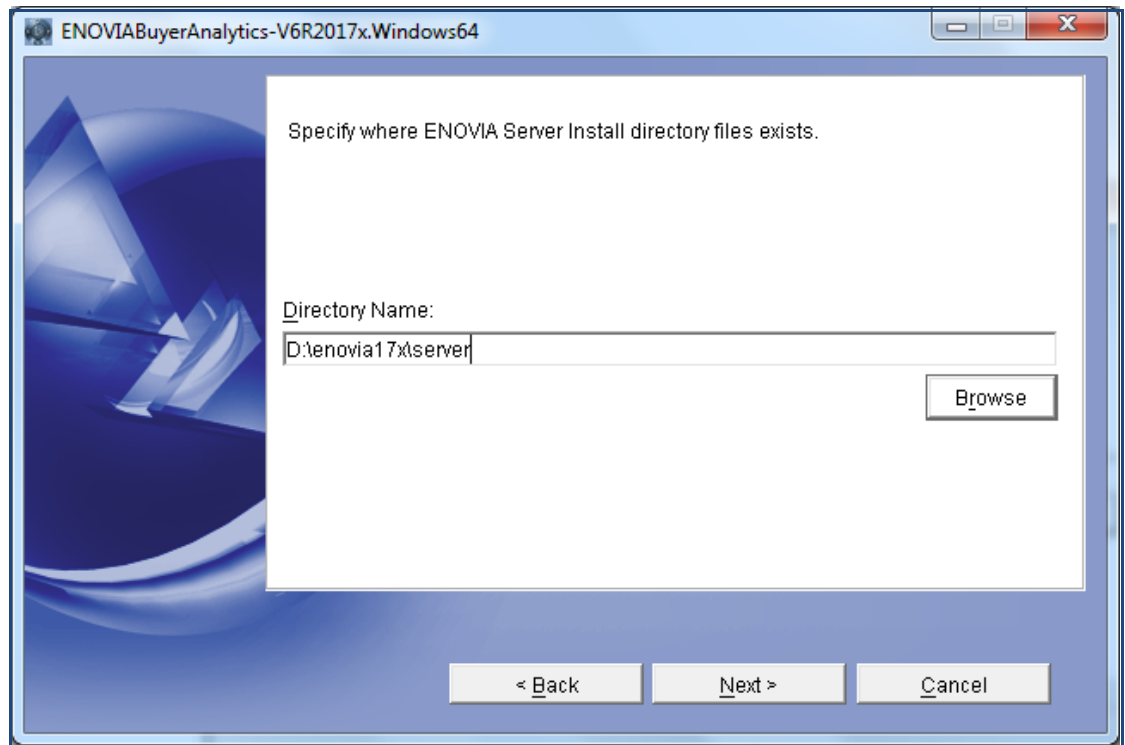 ENOVIABuyerAnalytics-V6R2017x.Windows64
Specify where ENOVIA Server Install directory files exists.
Directory Name:
D:\enovia17x\server
Browse
< Back Next > Cancel